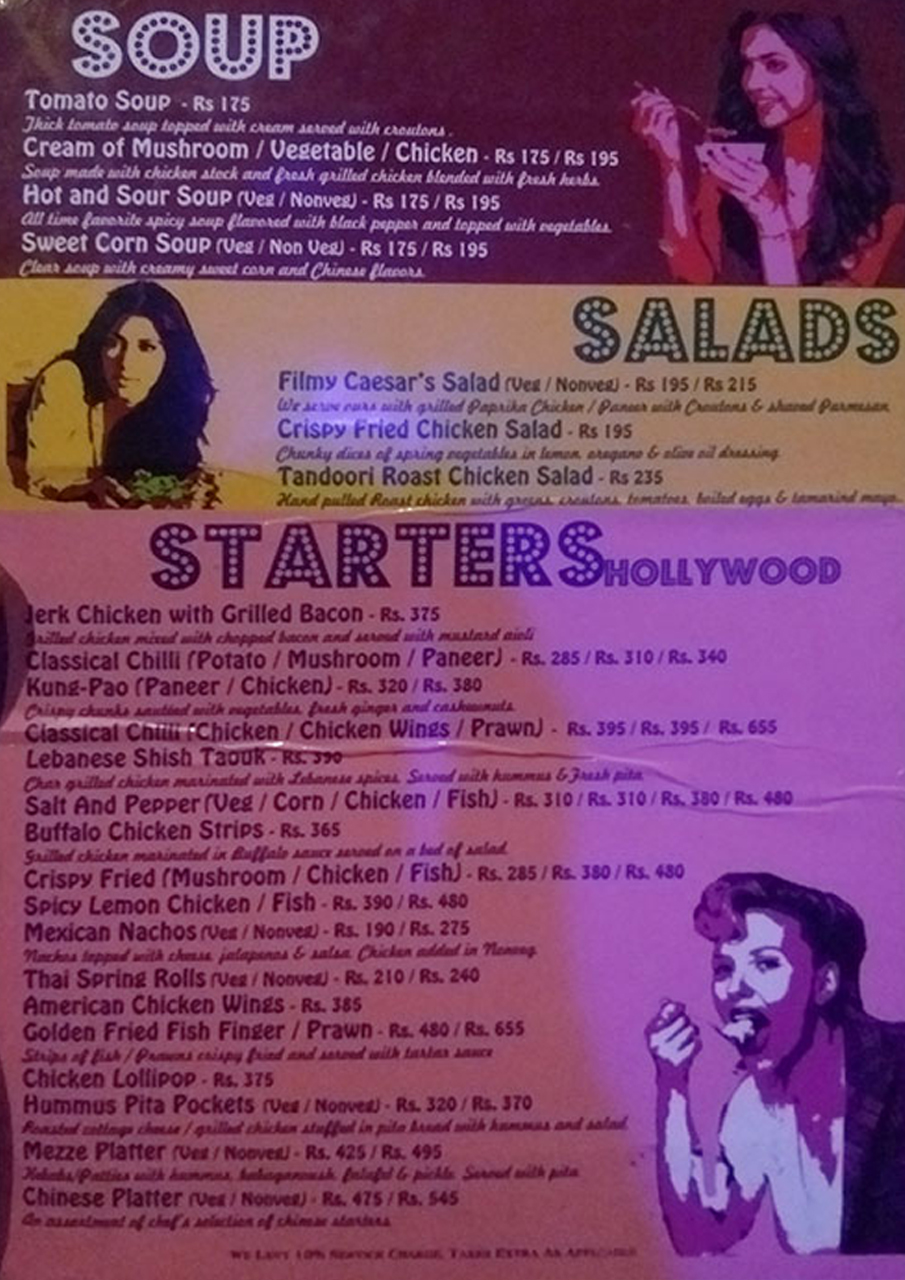 SOUP
Tomato Soup - Rs 175
Thick tomato soup topped with cream served with croutons.
Cream of Mushroom / Vegetable / Chicken - Rs 175 / Rs 195
Soup made with chicken stock and fresh grilled chicken blended with fresh herbs.
Hot and Sour Soup (Veg / Nonveg) - Rs 175 / Rs 195
All time favorite spicy soup flavored with black pepper and topped with vegetables.
Sweet Corn Soup (Veg / Non Veg) - Rs 175 / Rs 195
Clear soup with creamy sweet corn and Chinese flavors.
SALADS
Filmy Caesar's Salad (Veg / Nonveg) - Rs 195 / Rs 215
We serve ours with grilled Paprika Chicken / Paneer with Croutons & shaved Parmesan
Crispy Fried Chicken Salad - Rs 195
Chunky dices of spring vegetables in lemon, oregano & olive oil dressing.
Tandoori Roast Chicken Salad - Rs 235
Hand pulled Roast chicken with greens, croutons, tomatoes, boiled eggs & tamarind mayo.
STARTERS HOLLYWOOD
Jerk Chicken with Grilled Bacon - Rs. 375
Grilled chicken mixed with chopped bacon and served with mustard aioli
Classical Chilli (Potato / Mushroom / Paneer) - Rs. 285 / Rs. 310 / Rs. 340
Kung-Pao (Paneer / Chicken) - Rs. 320 / Rs. 380
Crispy chunks sautéed with vegetables, fresh ginger and cashewnuts.
Classical Chilli (Chicken / Chicken Wings / Prawn) - Rs. 395 / Rs. 395 / Rs. 655
Lebanese Shish Taouk - Rs. 390
Char grilled chicken marinated with Lebanese spices. Served with hummus & Fresh pita.
Salt And Pepper (Veg / Corn / Chicken / Fish) - Rs. 310 / Rs. 310 / Rs. 380 / Rs. 480
Buffalo Chicken Strips - Rs. 365
Grilled chicken marinated in Buffalo sauce served on a bed of salad.
Crispy Fried (Mushroom / Chicken / Fish) - Rs. 285 / Rs. 380 / Rs. 480
Spicy Lemon Chicken / Fish - Rs. 390 / Rs. 480
Mexican Nachos (Veg / Nonveg) - Rs. 190 / Rs. 275
Nachos topped with cheese, jalapenos & salsa. Chicken added in Nonveg.
Thai Spring Rolls (Veg / Nonveg) - Rs. 210 / Rs. 240
American Chicken Wings - Rs. 385
Golden Fried Fish Finger / Prawn - Rs. 480 / Rs. 655
Strips of fish / Prawns crispy fried and served with tartar sauce
Chicken Lollipop - Rs. 375
Hummus Pita Pockets (Veg / Nonveg) - Rs. 320 / Rs. 370
Roasted cottage cheese / grilled chicken stuffed in pita bread with hummus and salad.
Mezze Platter (Veg / Nonveg) - Rs. 425 / Rs. 495
Kebabs/Patties with hummus, babaganoush, falafel & pickle. Served with pita.
Chinese Platter (Veg / Nonveg) - Rs. 475 / Rs. 545
An assortment of chef's selection of chinese starters.
We Levy 10% Service Charge, Taxes Extra As Applicable